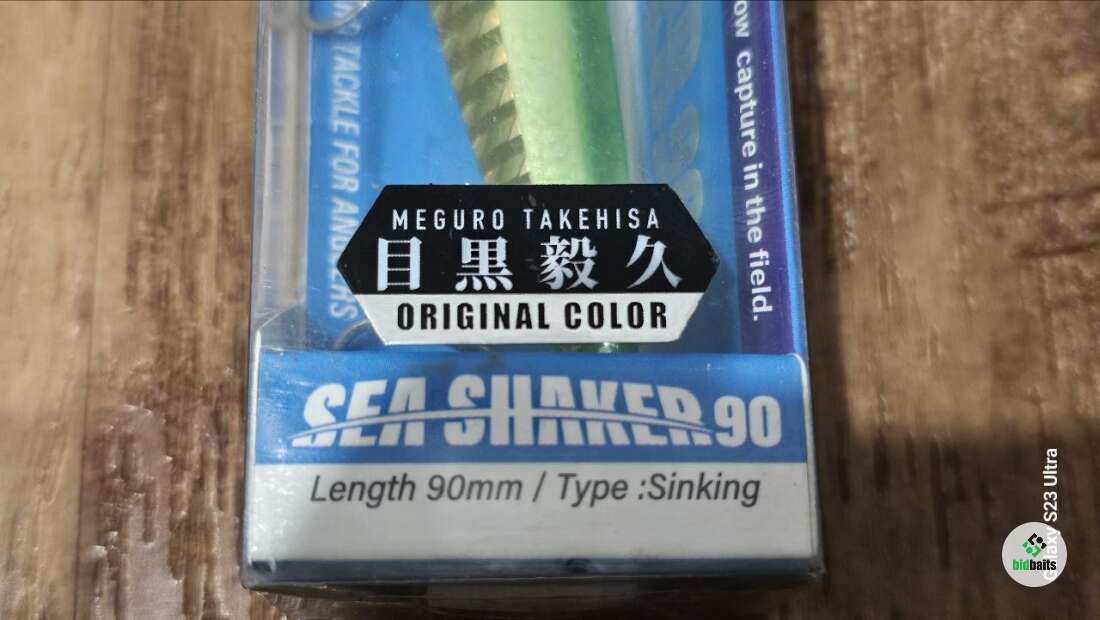 TACKLE FOR ANGLERS
capture in the field.
MEGURO TAKEHISA
目黒毅久
ORIGINAL COLOR
SEA SHAKER 90
Length 90mm / Type :Sinking
Galaxy S23 Ultra
bidbaits